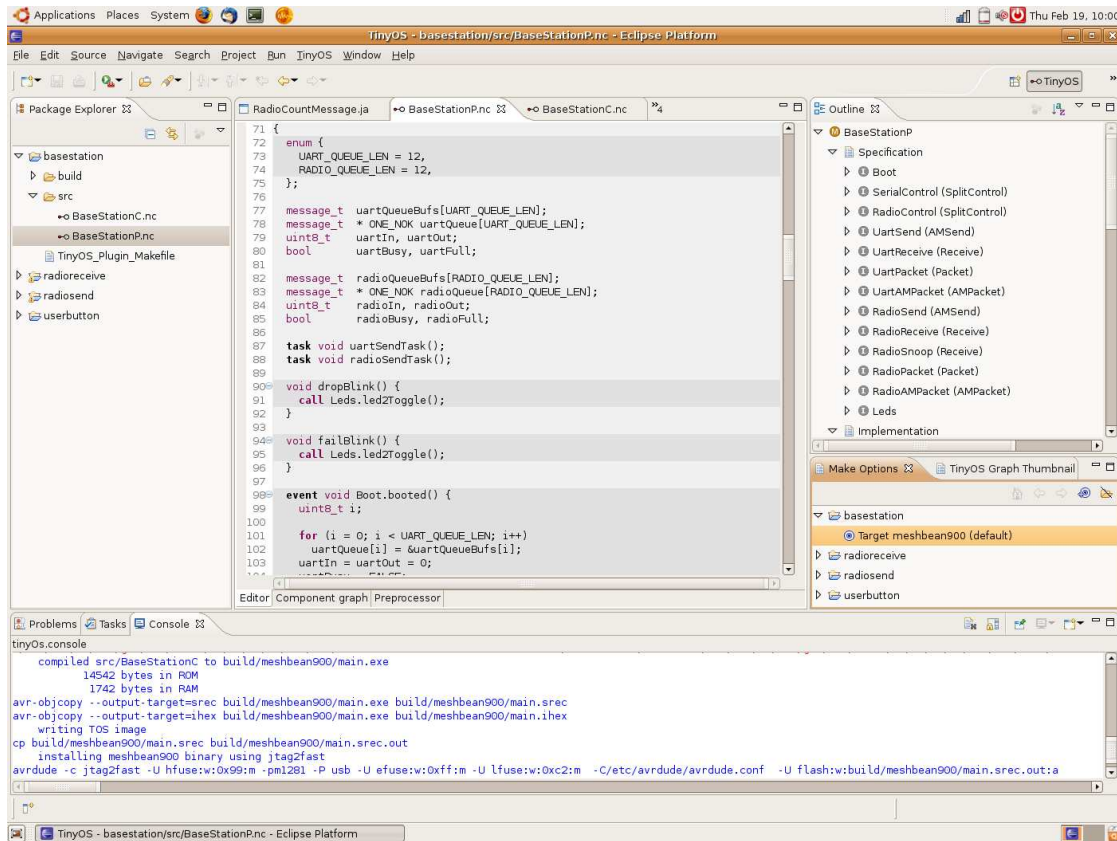 Applications Places System
Thu Feb 19, 10:00
TinyOS - basestation/src/BaseStationP.nc - Eclipse Platform
File Edit Source Navigate Search Project Run TinyOS Window Help
TinyOS
»
Package Explorer
basestation
build
src
BaseStationC.nc
BaseStationP.nc
TinyOS_Plugin_Makefile
radioreceive
radiosend
userbutton
RadioCountMessage.ja
BaseStationP.nc
BaseStationC.nc
»4
71 {
72 enum {
73 UART_QUEUE_LEN = 12,
74 RADIO_QUEUE_LEN = 12,
75 };
76
77 message_t uartQueueBufs[UART_QUEUE_LEN];
78 message_t * ONE_NOK uartQueue[UART_QUEUE_LEN];
79 uint8_t uartIn, uartOut;
80 bool uartBusy, uartFull;
81
82 message_t radioQueueBufs[RADIO_QUEUE_LEN];
83 message_t * ONE_NOK radioQueue[RADIO_QUEUE_LEN];
84 uint8_t radioIn, radioOut;
85 bool radioBusy, radioFull;
86
87 task void uartSendTask();
88 task void radioSendTask();
89
90 void dropBlink() {
91 call Leds.led2Toggle();
92 }
93
94 void failBlink() {
95 call Leds.led2Toggle();
96 }
97
98 event void Boot.booted() {
99 uint8_t i;
100
101 for (i = 0; i < UART_QUEUE_LEN; i++)
102 uartQueue[i] = &uartQueueBufs[i];
103 uartIn = uartOut = 0;
Editor Component graph Preprocessor
Outline
BaseStationP
Specification
Boot
SerialControl (SplitControl)
RadioControl (SplitControl)
UartSend (AMSend)
UartReceive (Receive)
UartPacket (Packet)
UartAMPacket (AMPacket)
RadioSend (AMSend)
RadioReceive (Receive)
RadioSnoop (Receive)
RadioPacket (Packet)
RadioAMPacket (AMPacket)
Leds
Implementation
Make Options
TinyOS Graph Thumbnail
basestation
Target meshbean900 (default)
radioreceive
radiosend
userbutton
Problems Tasks Console
tinyOs.console
compiled src/BaseStationC to build/meshbean900/main.exe
14542 bytes in ROM
1742 bytes in RAM
avr-objcopy --output-target=srec build/meshbean900/main.exe build/meshbean900/main.srec
avr-objcopy --output-target=ihex build/meshbean900/main.exe build/meshbean900/main.ihex
writing TOS image
cp build/meshbean900/main.srec build/meshbean900/main.srec.out
installing meshbean900 binary using jtag2fast
avrdude -c jtag2fast -U hfuse:w:0x99:m -pm1281 -P usb -U efuse:w:0xff:m -U lfuse:w:0xc2:m -C/etc/avrdude/avrdude.conf -U flash:w:build/meshbean900/main.srec.out:a
TinyOS - basestation/src/BaseStationP.nc - Eclipse Platform